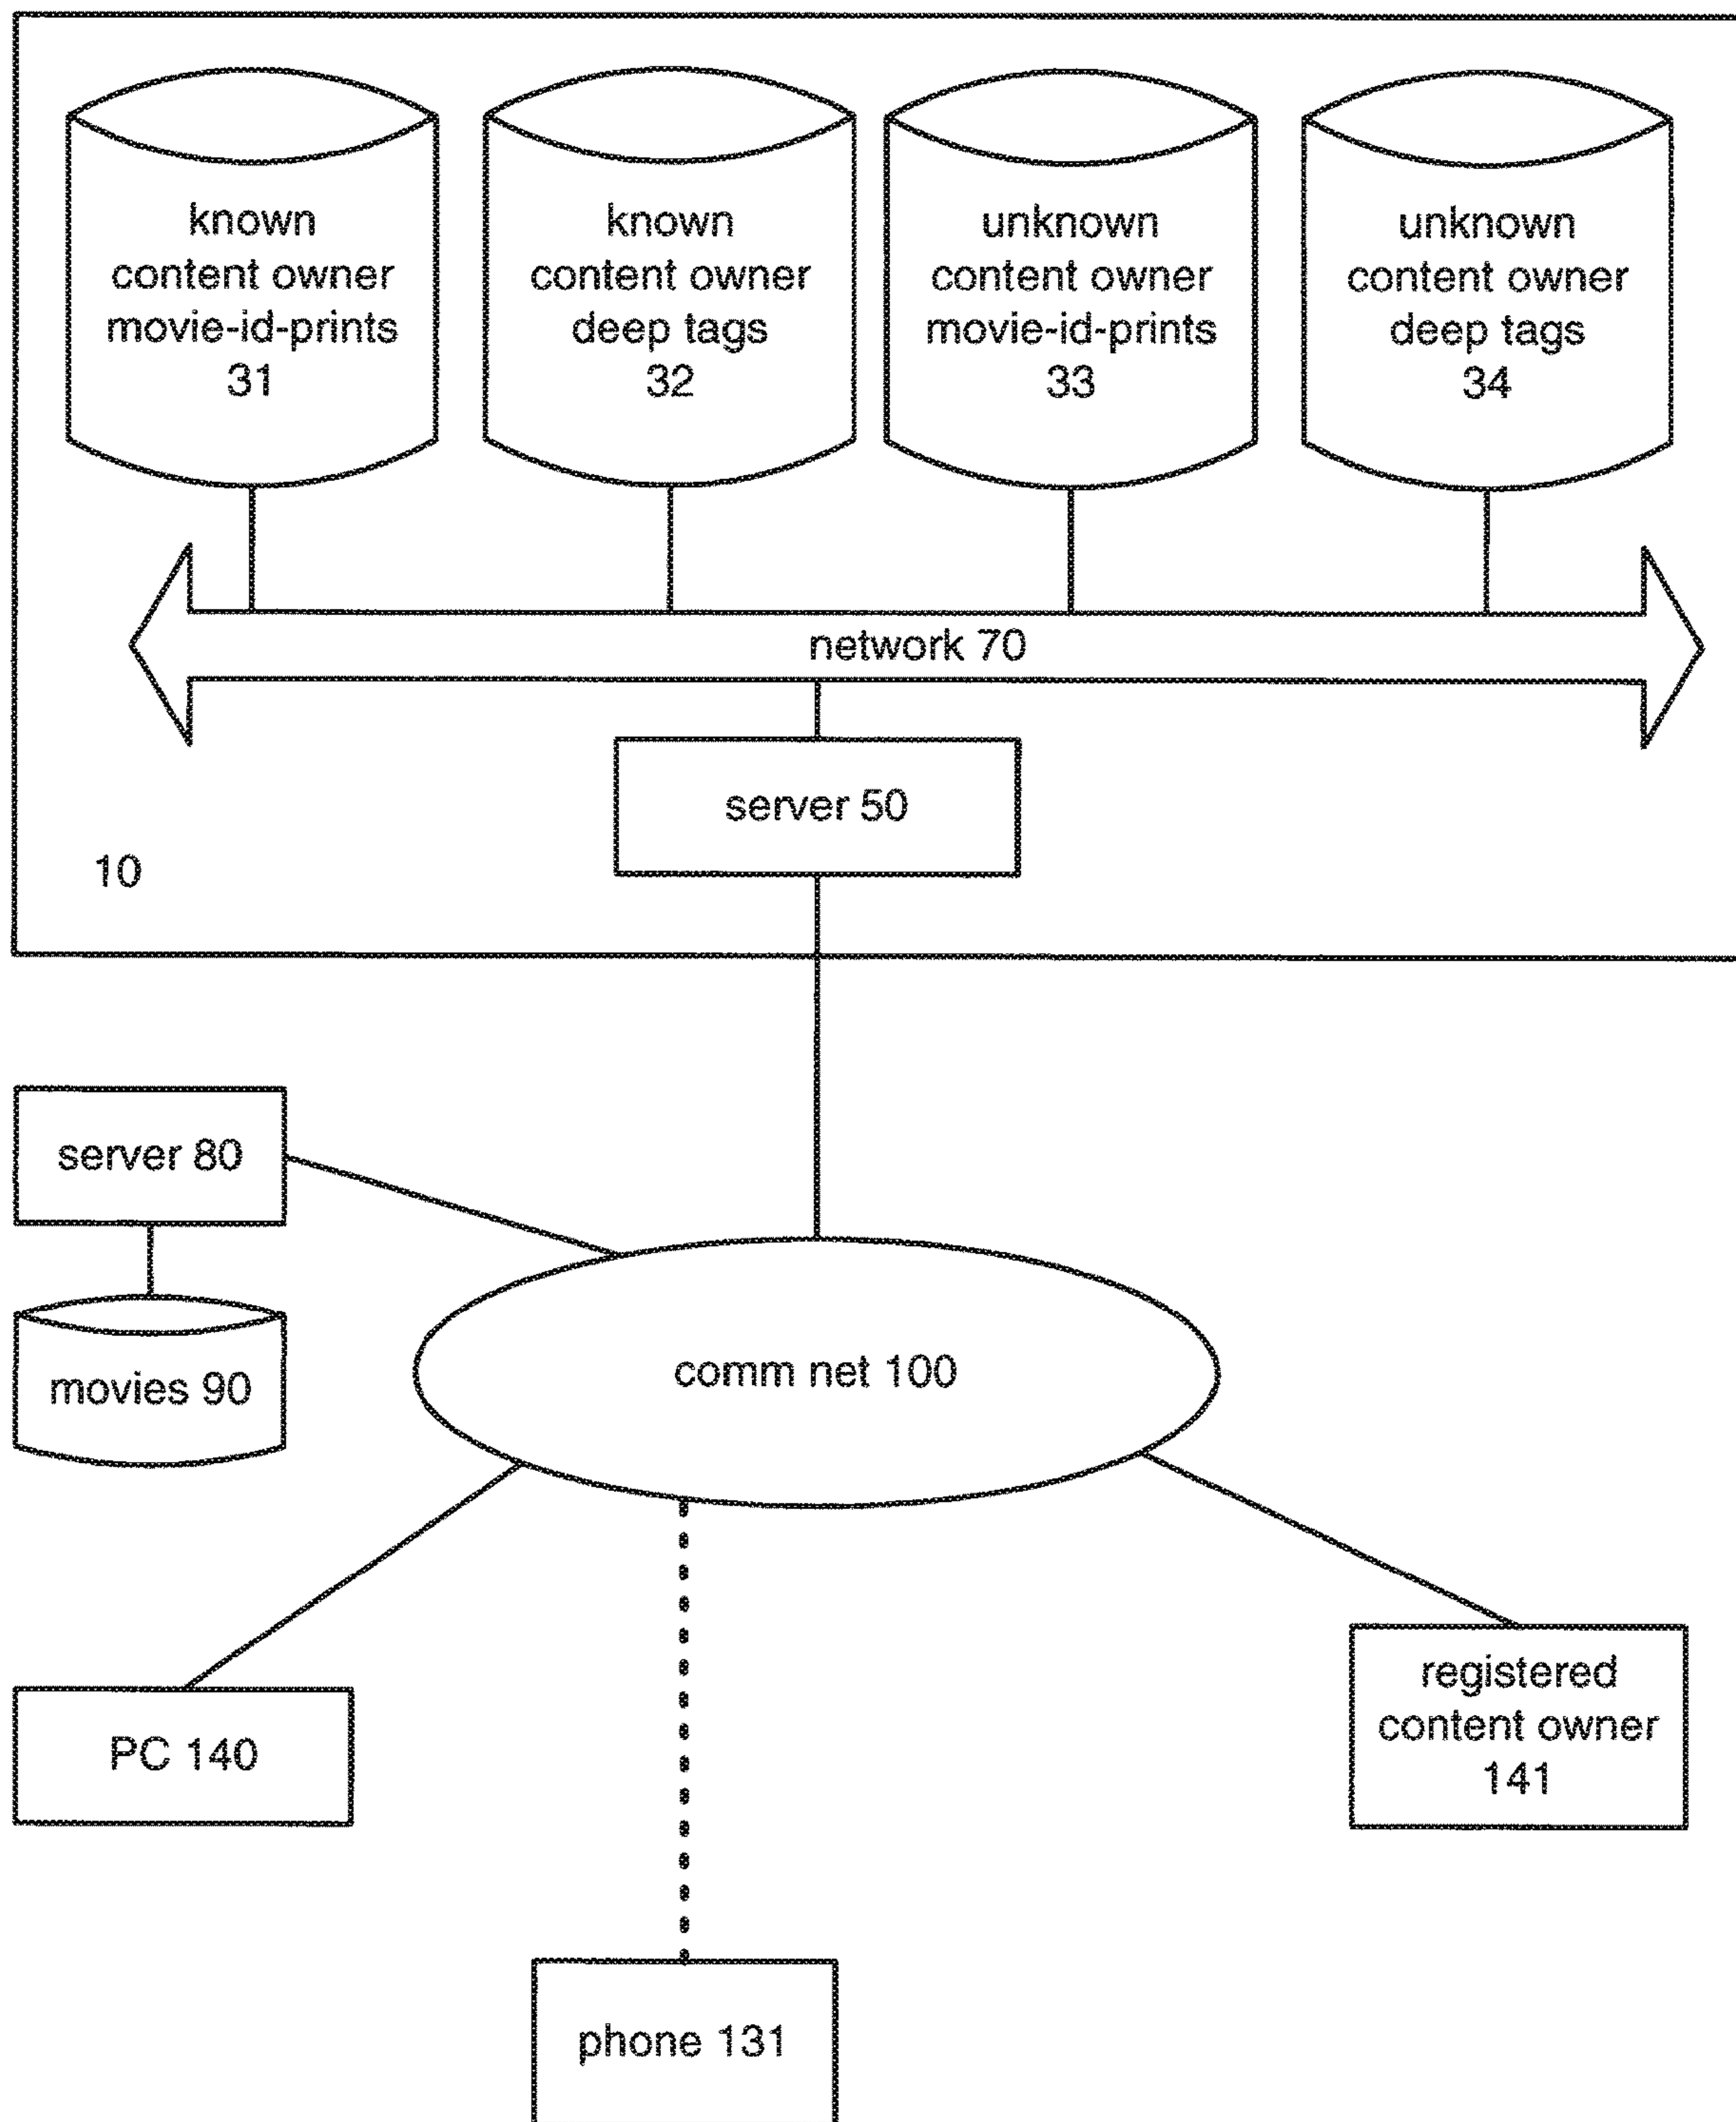 known
content owner
movie-id-prints
31
known
content owner
deep tags
32
unknown
content owner
movie-id-prints
33
unknown
content owner
deep tags
34
network 70
server 50
10
server 80
movies 90
comm net 100
PC 140
registered
content owner
141
phone 131